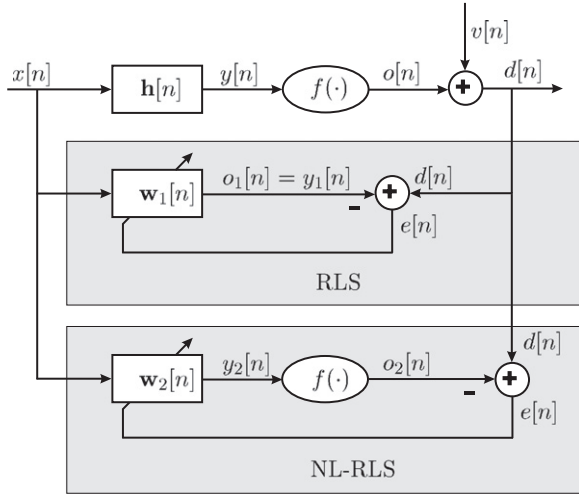 v[n]
x[n] h[n] y[n] f(·) o[n] + d[n]
w₁[n] o₁[n] = y₁[n] + d[n]
-
e[n]
RLS
d[n]
w₂[n] y₂[n] f(·) o₂[n] +
-
e[n]
NL-RLS